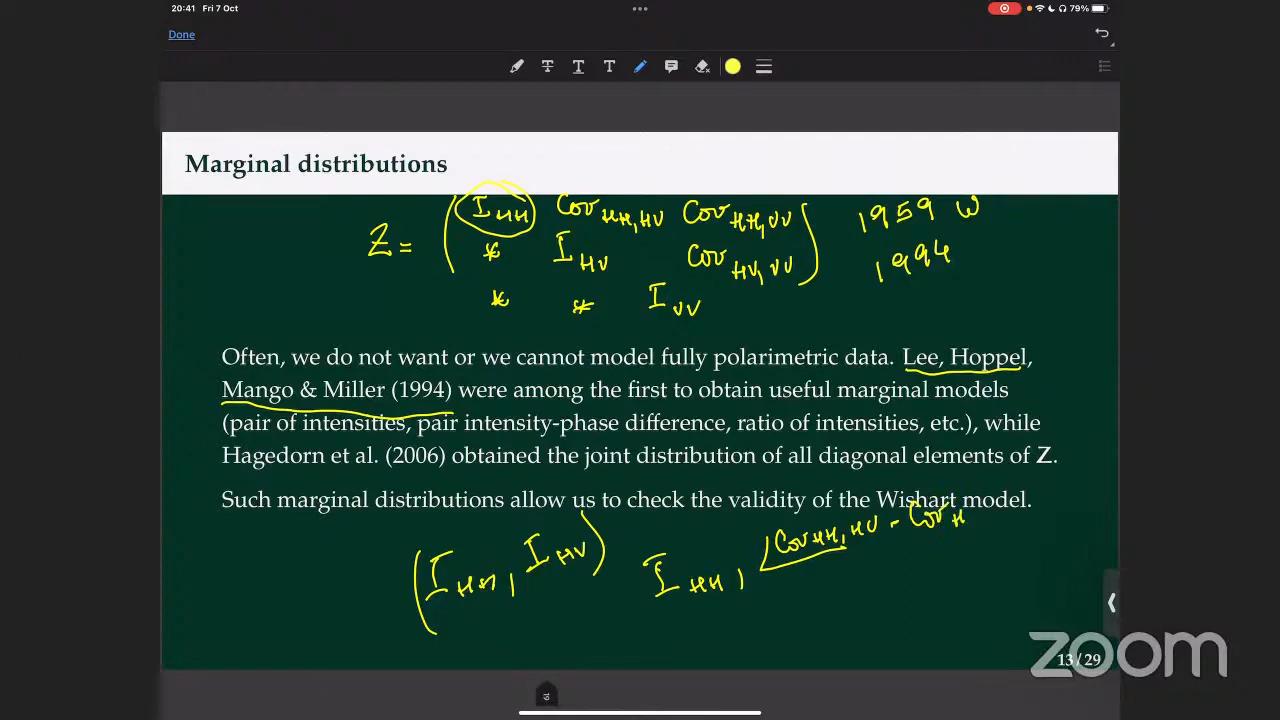 20:41 Fri 7 Oct
79%
Done
Marginal distributions
Z = ( I_HH Cov_HH,HV Cov_HH,VV ) 1959 W
* I_HV Cov_HV,VV 1994
* * I_VV
Often, we do not want or we cannot model fully polarimetric data. Lee, Hoppel,
Mango & Miller (1994) were among the first to obtain useful marginal models
(pair of intensities, pair intensity-phase difference, ratio of intensities, etc.), while
Hagedorn et al. (2006) obtained the joint distribution of all diagonal elements of Z.
Such marginal distributions allow us to check the validity of the Wishart model.
(I_HH, I_HV) I_HH, /Cov_HH,HV - Cov_H
13 / 29
zoom